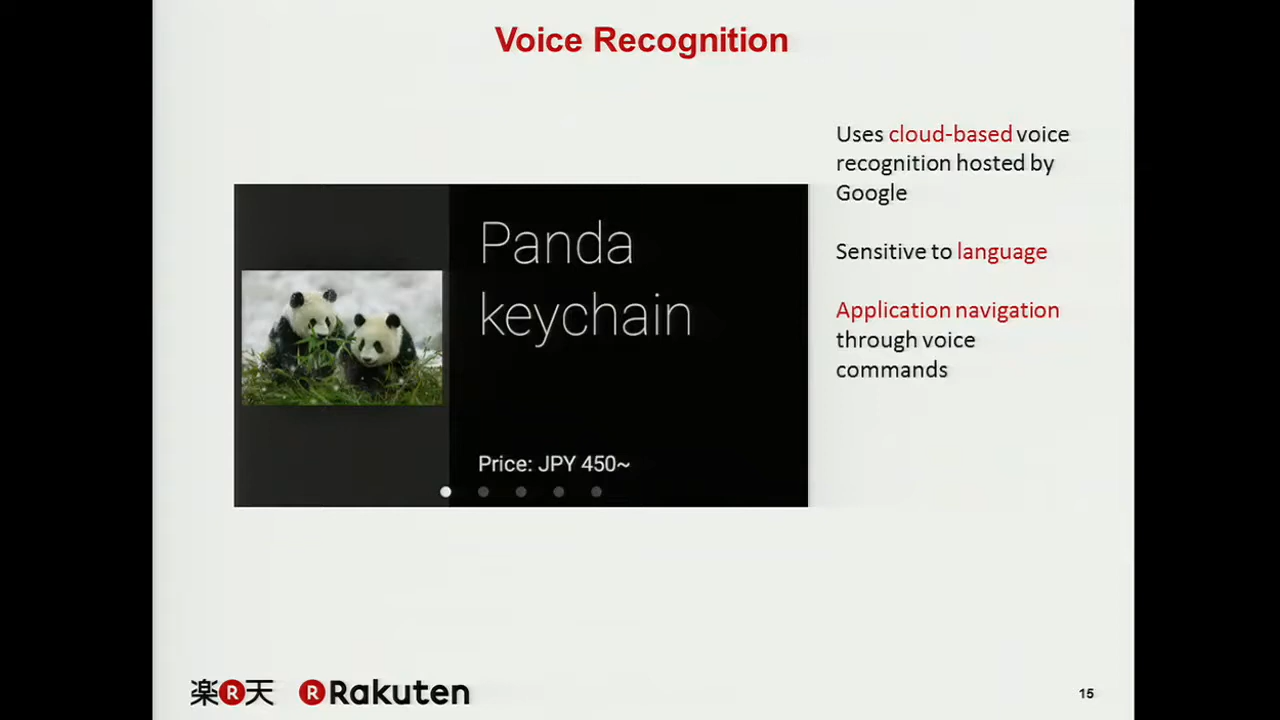 Voice Recognition
Uses cloud-based voice
recognition hosted by
Google
Sensitive to language
Application navigation
through voice
commands
Panda
keychain
Price: JPY 450~
楽R天 R Rakuten
15